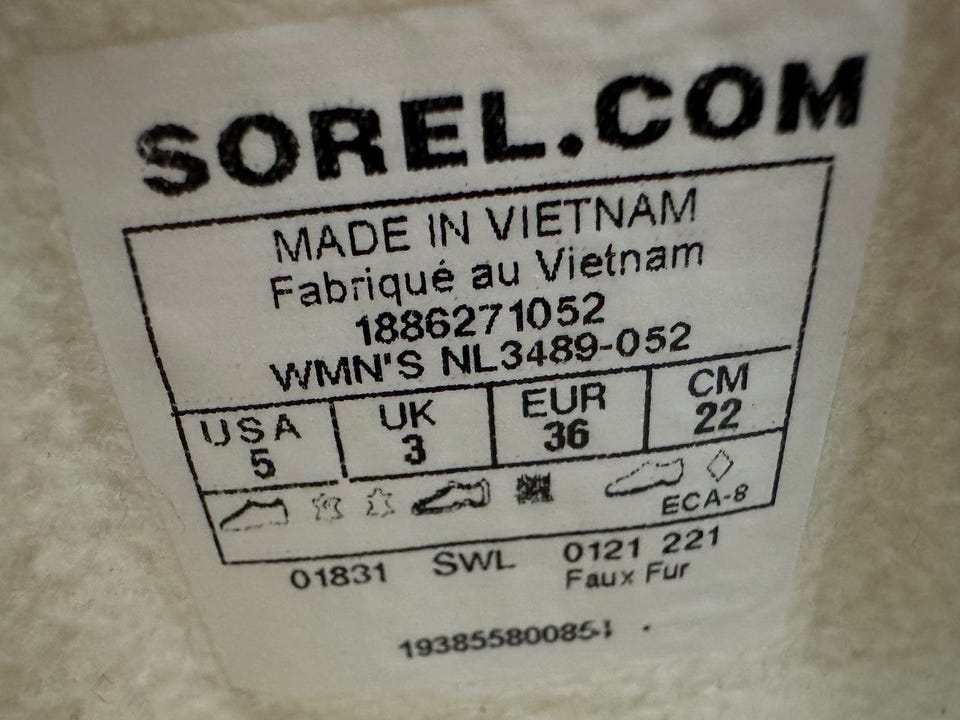 SOREL.COM
MADE IN VIETNAM
Fabriqué au Vietnam
1886271052
WMN'S NL3489-052
USA UK EUR CM
5 3 36 22
ECA-8
01831 SWL 0121 221
Faux Fur
193855800851